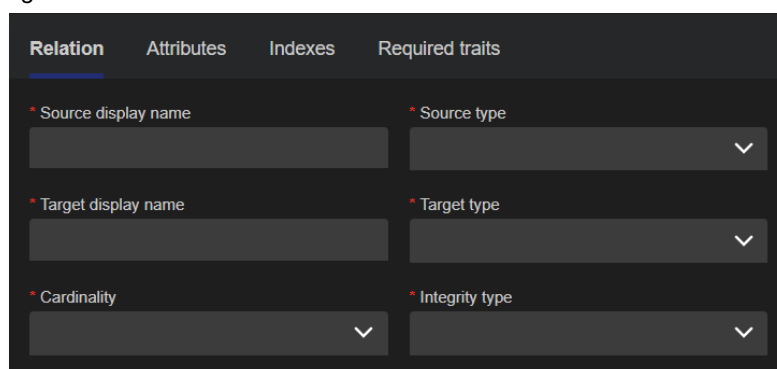 Relation Attributes Indexes Required traits
* Source display name * Source type
* Target display name * Target type
* Cardinality * Integrity type